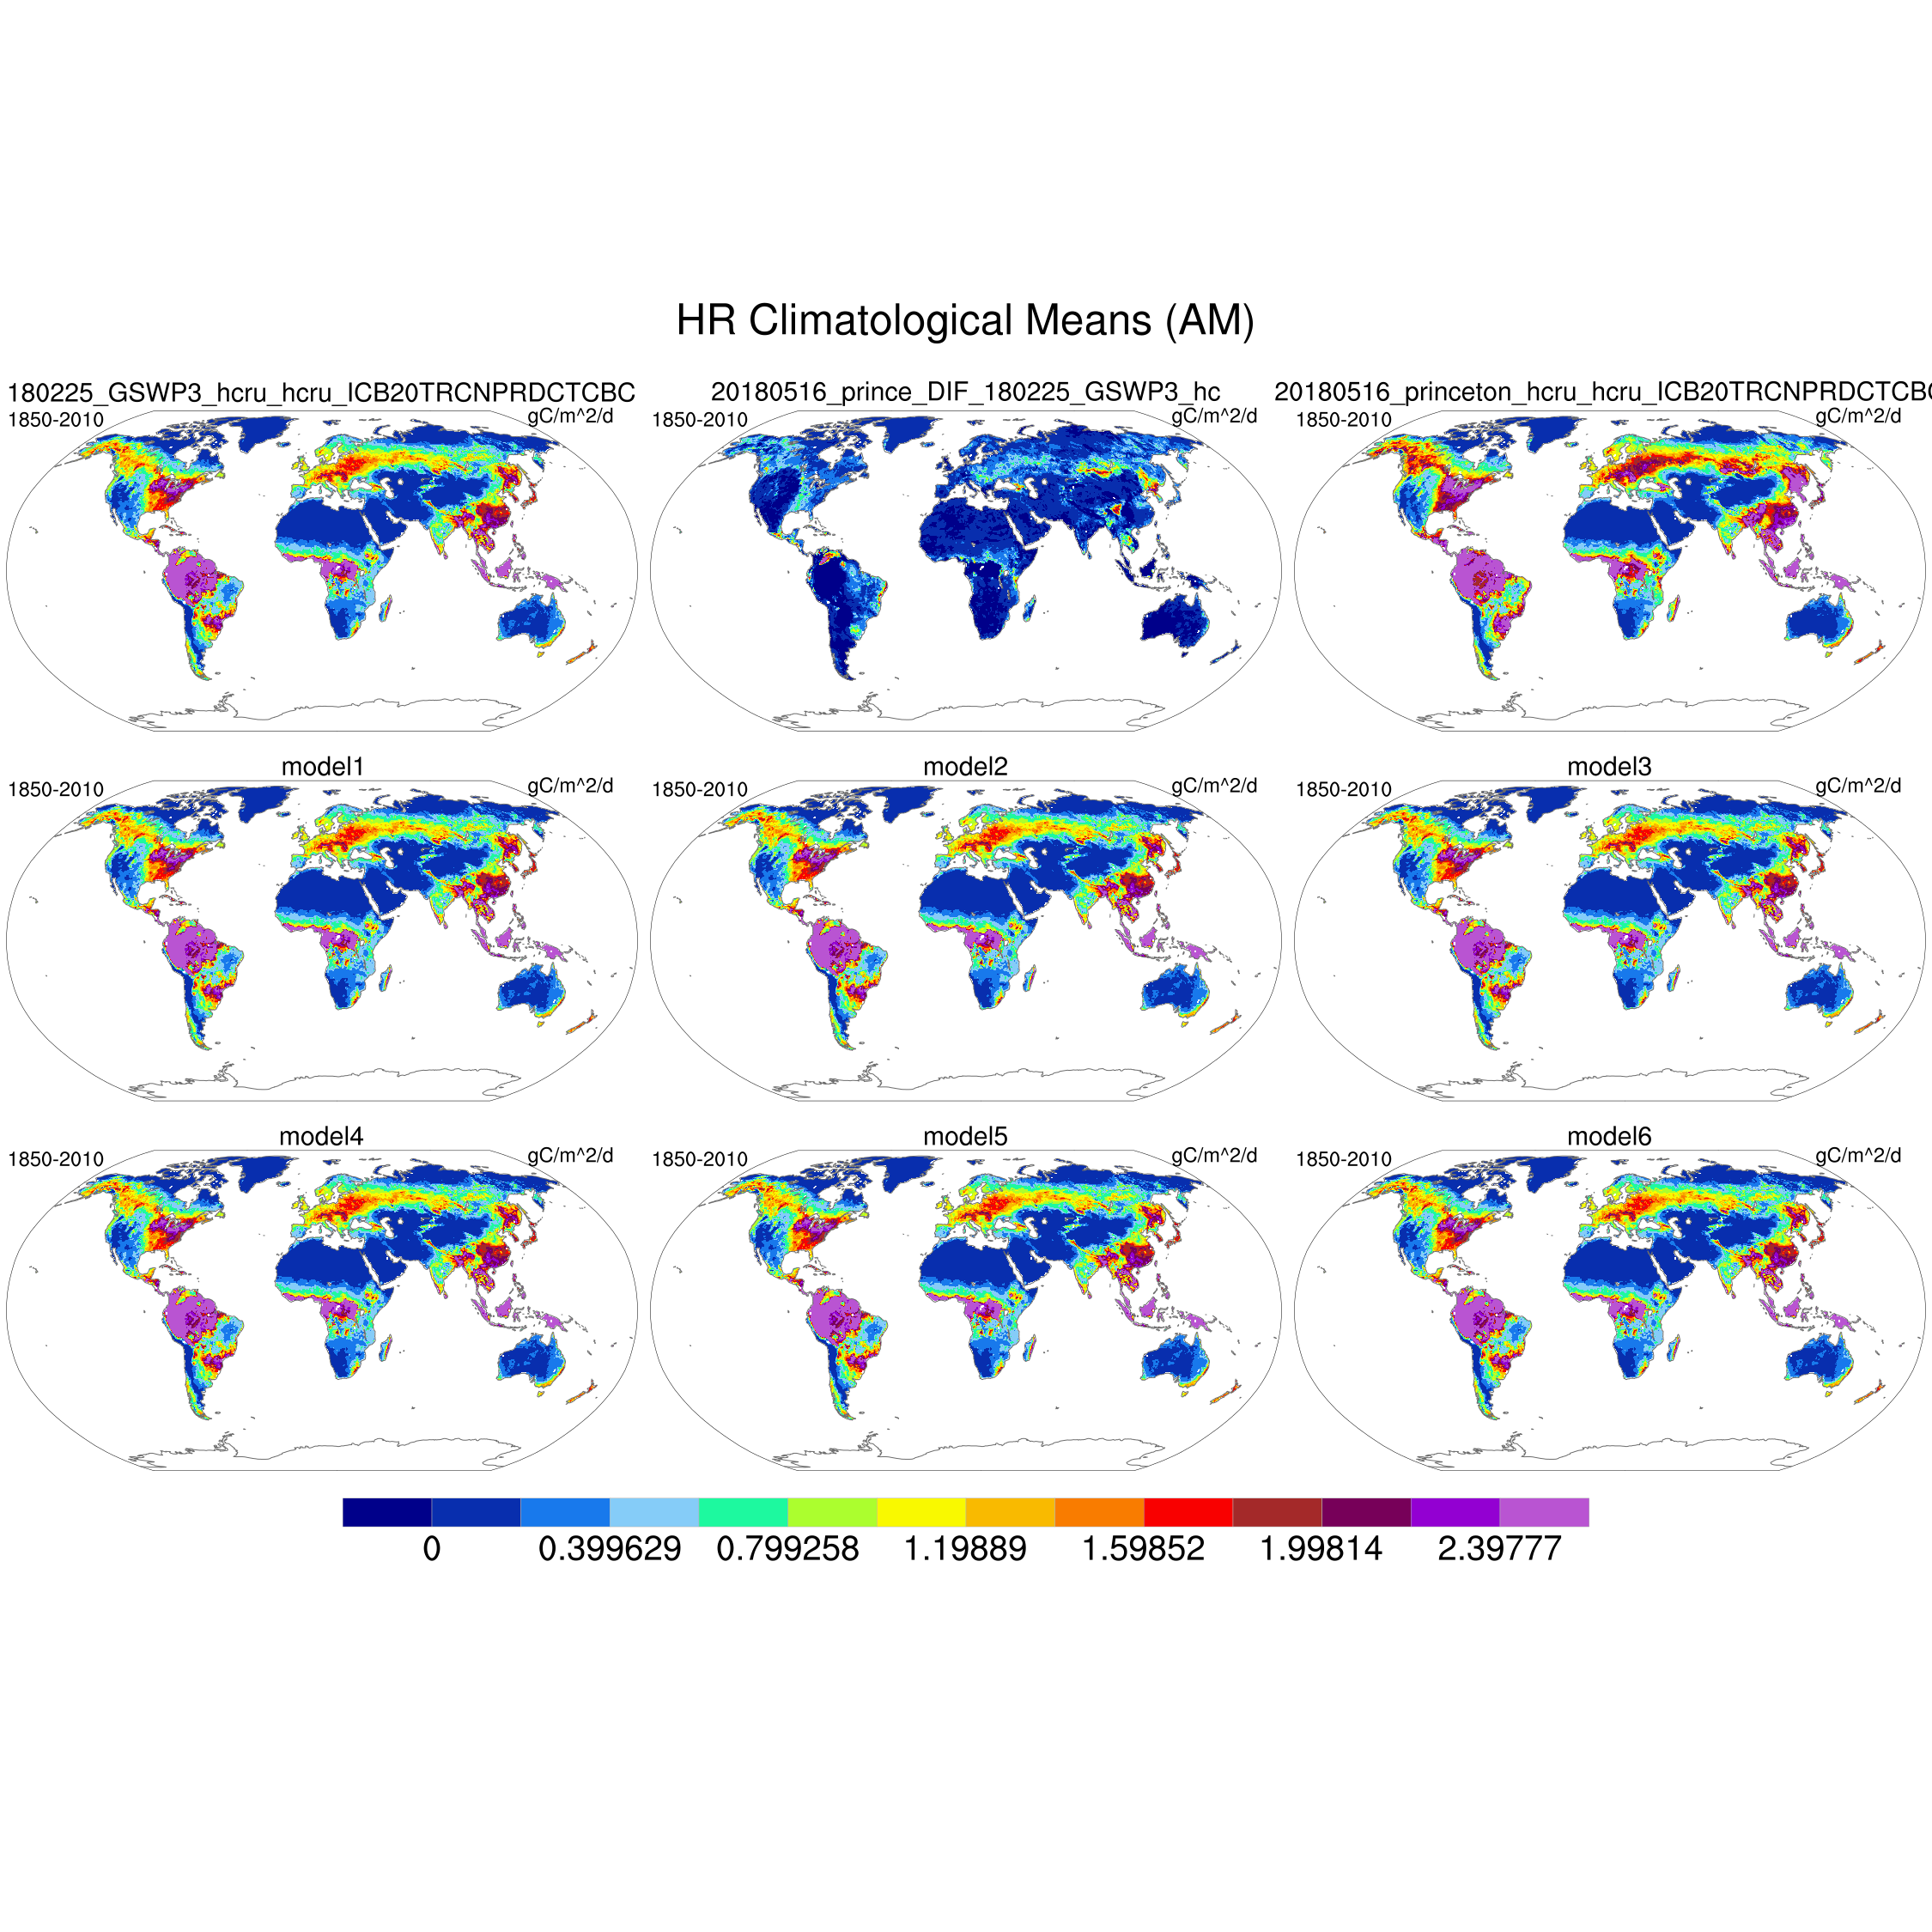 HR Climatological Means (AM)
180225_GSWP3_hcru_hcru_ICB20TRCNPRDCTCBC
1850-2010 gC/m^2/d
20180516_prince_DIF_180225_GSWP3_hc
1850-2010 gC/m^2/d
20180516_princeton_hcru_hcru_ICB20TRCNPRDCTCBC
1850-2010 gC/m^2/d
model1
1850-2010 gC/m^2/d
model2
1850-2010 gC/m^2/d
model3
1850-2010 gC/m^2/d
model4
1850-2010 gC/m^2/d
model5
1850-2010 gC/m^2/d
model6
1850-2010 gC/m^2/d
0 0.399629 0.799258 1.19889 1.59852 1.99814 2.39777